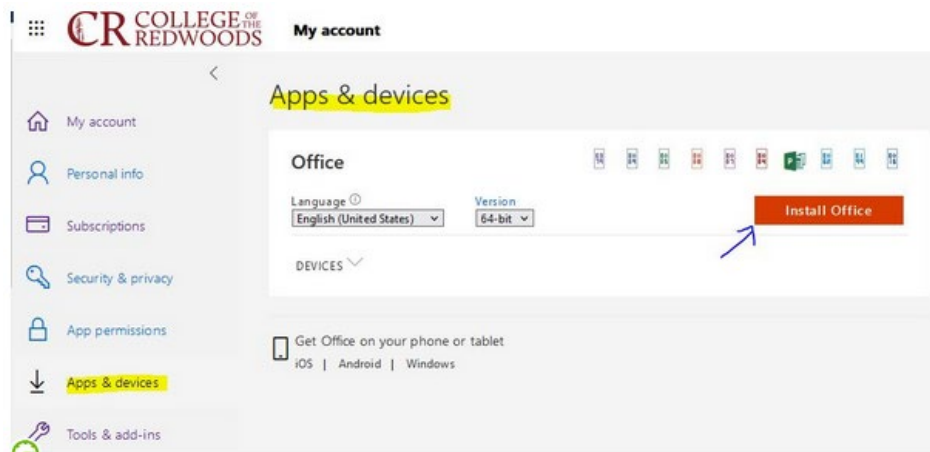 COLLEGE OF THE
REDWOODS
CR
My account
My account
Personal info
Subscriptions
Security & privacy
App permissions
Apps & devices
Tools & add-ins
Apps & devices
Office
Language
Version
English (United States)
64-bit
Install Office
DEVICES
Get Office on your phone or tablet
iOS | Android | Windows